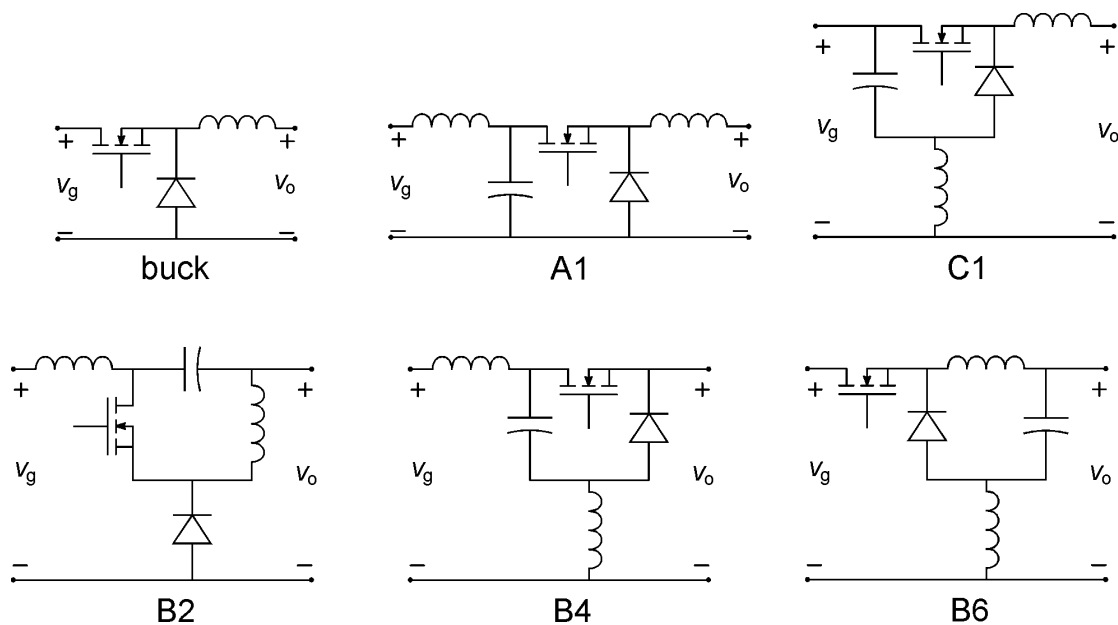 + v_g −
+ v_o −
buck
+ v_g −
+ v_o −
A1
+ v_g −
+ v_o −
C1
+ v_g −
+ v_o −
B2
+ v_g −
+ v_o −
B4
+ v_g −
+ v_o −
B6